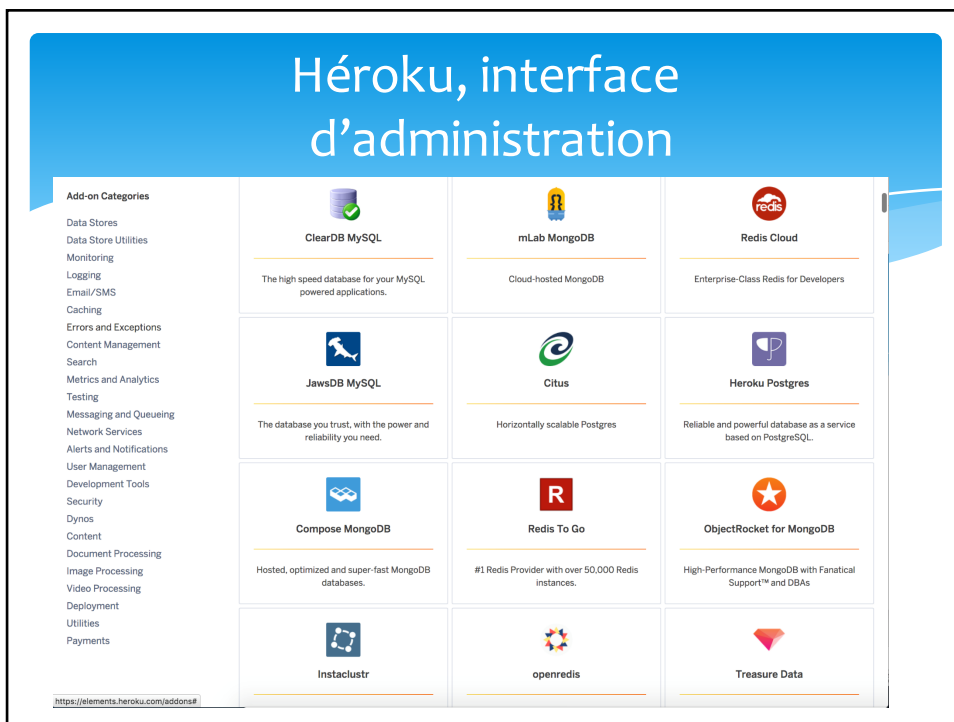 Héroku, interface
d'administration
Add-on Categories
Data Stores
Data Store Utilities
Monitoring
Logging
Email/SMS
Caching
Errors and Exceptions
Content Management
Search
Metrics and Analytics
Testing
Messaging and Queueing
Network Services
Alerts and Notifications
User Management
Development Tools
Security
Dynos
Content
Document Processing
Image Processing
Video Processing
Deployment
Utilities
Payments
ClearDB MySQL
The high speed database for your MySQL
powered applications.
mLab MongoDB
Cloud-hosted MongoDB
redis
Redis Cloud
Enterprise-Class Redis for Developers
JawsDB MySQL
The database you trust, with the power and
reliability you need.
Citus
Horizontally scalable Postgres
Heroku Postgres
Reliable and powerful database as a service
based on PostgreSQL.
Compose MongoDB
Hosted, optimized and super-fast MongoDB
databases.
R
Redis To Go
#1 Redis Provider with over 50,000 Redis
instances.
ObjectRocket for MongoDB
High-Performance MongoDB with Fanatical
Support™ and DBAs
Instaclustr
openredis
Treasure Data
https://elements.heroku.com/addons#